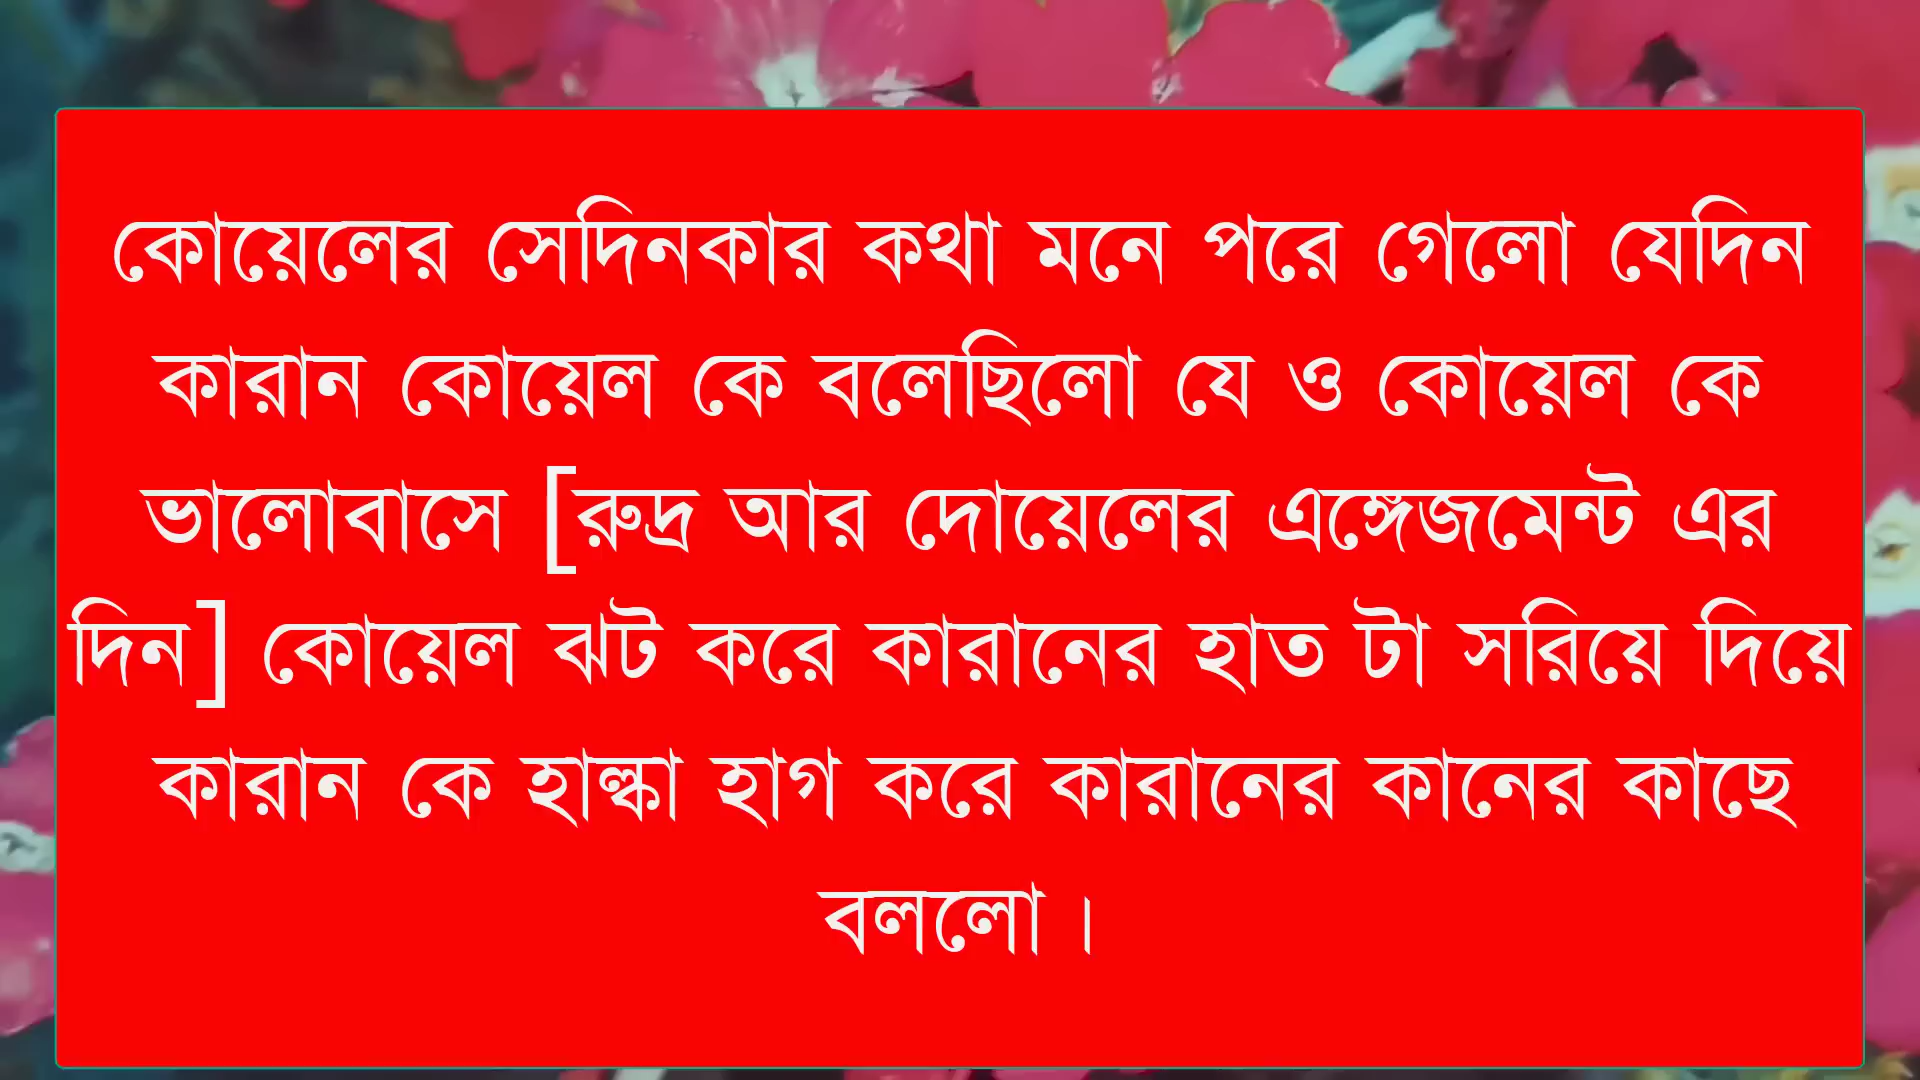 কোয়েলের সেদিনকার কথা মনে পরে গেলো যেদিন
কারান কোয়েল কে বলেছিলো যে ও কোয়েল কে
ভালোবাসে [রুদ্র আর দোয়েলের এঙ্গেজমেন্ট এর
দিন] কোয়েল ঝট করে কারানের হাত টা সরিয়ে দিয়ে
কারান কে হাল্কা হাগ করে কারানের কানের কাছে
বললো।